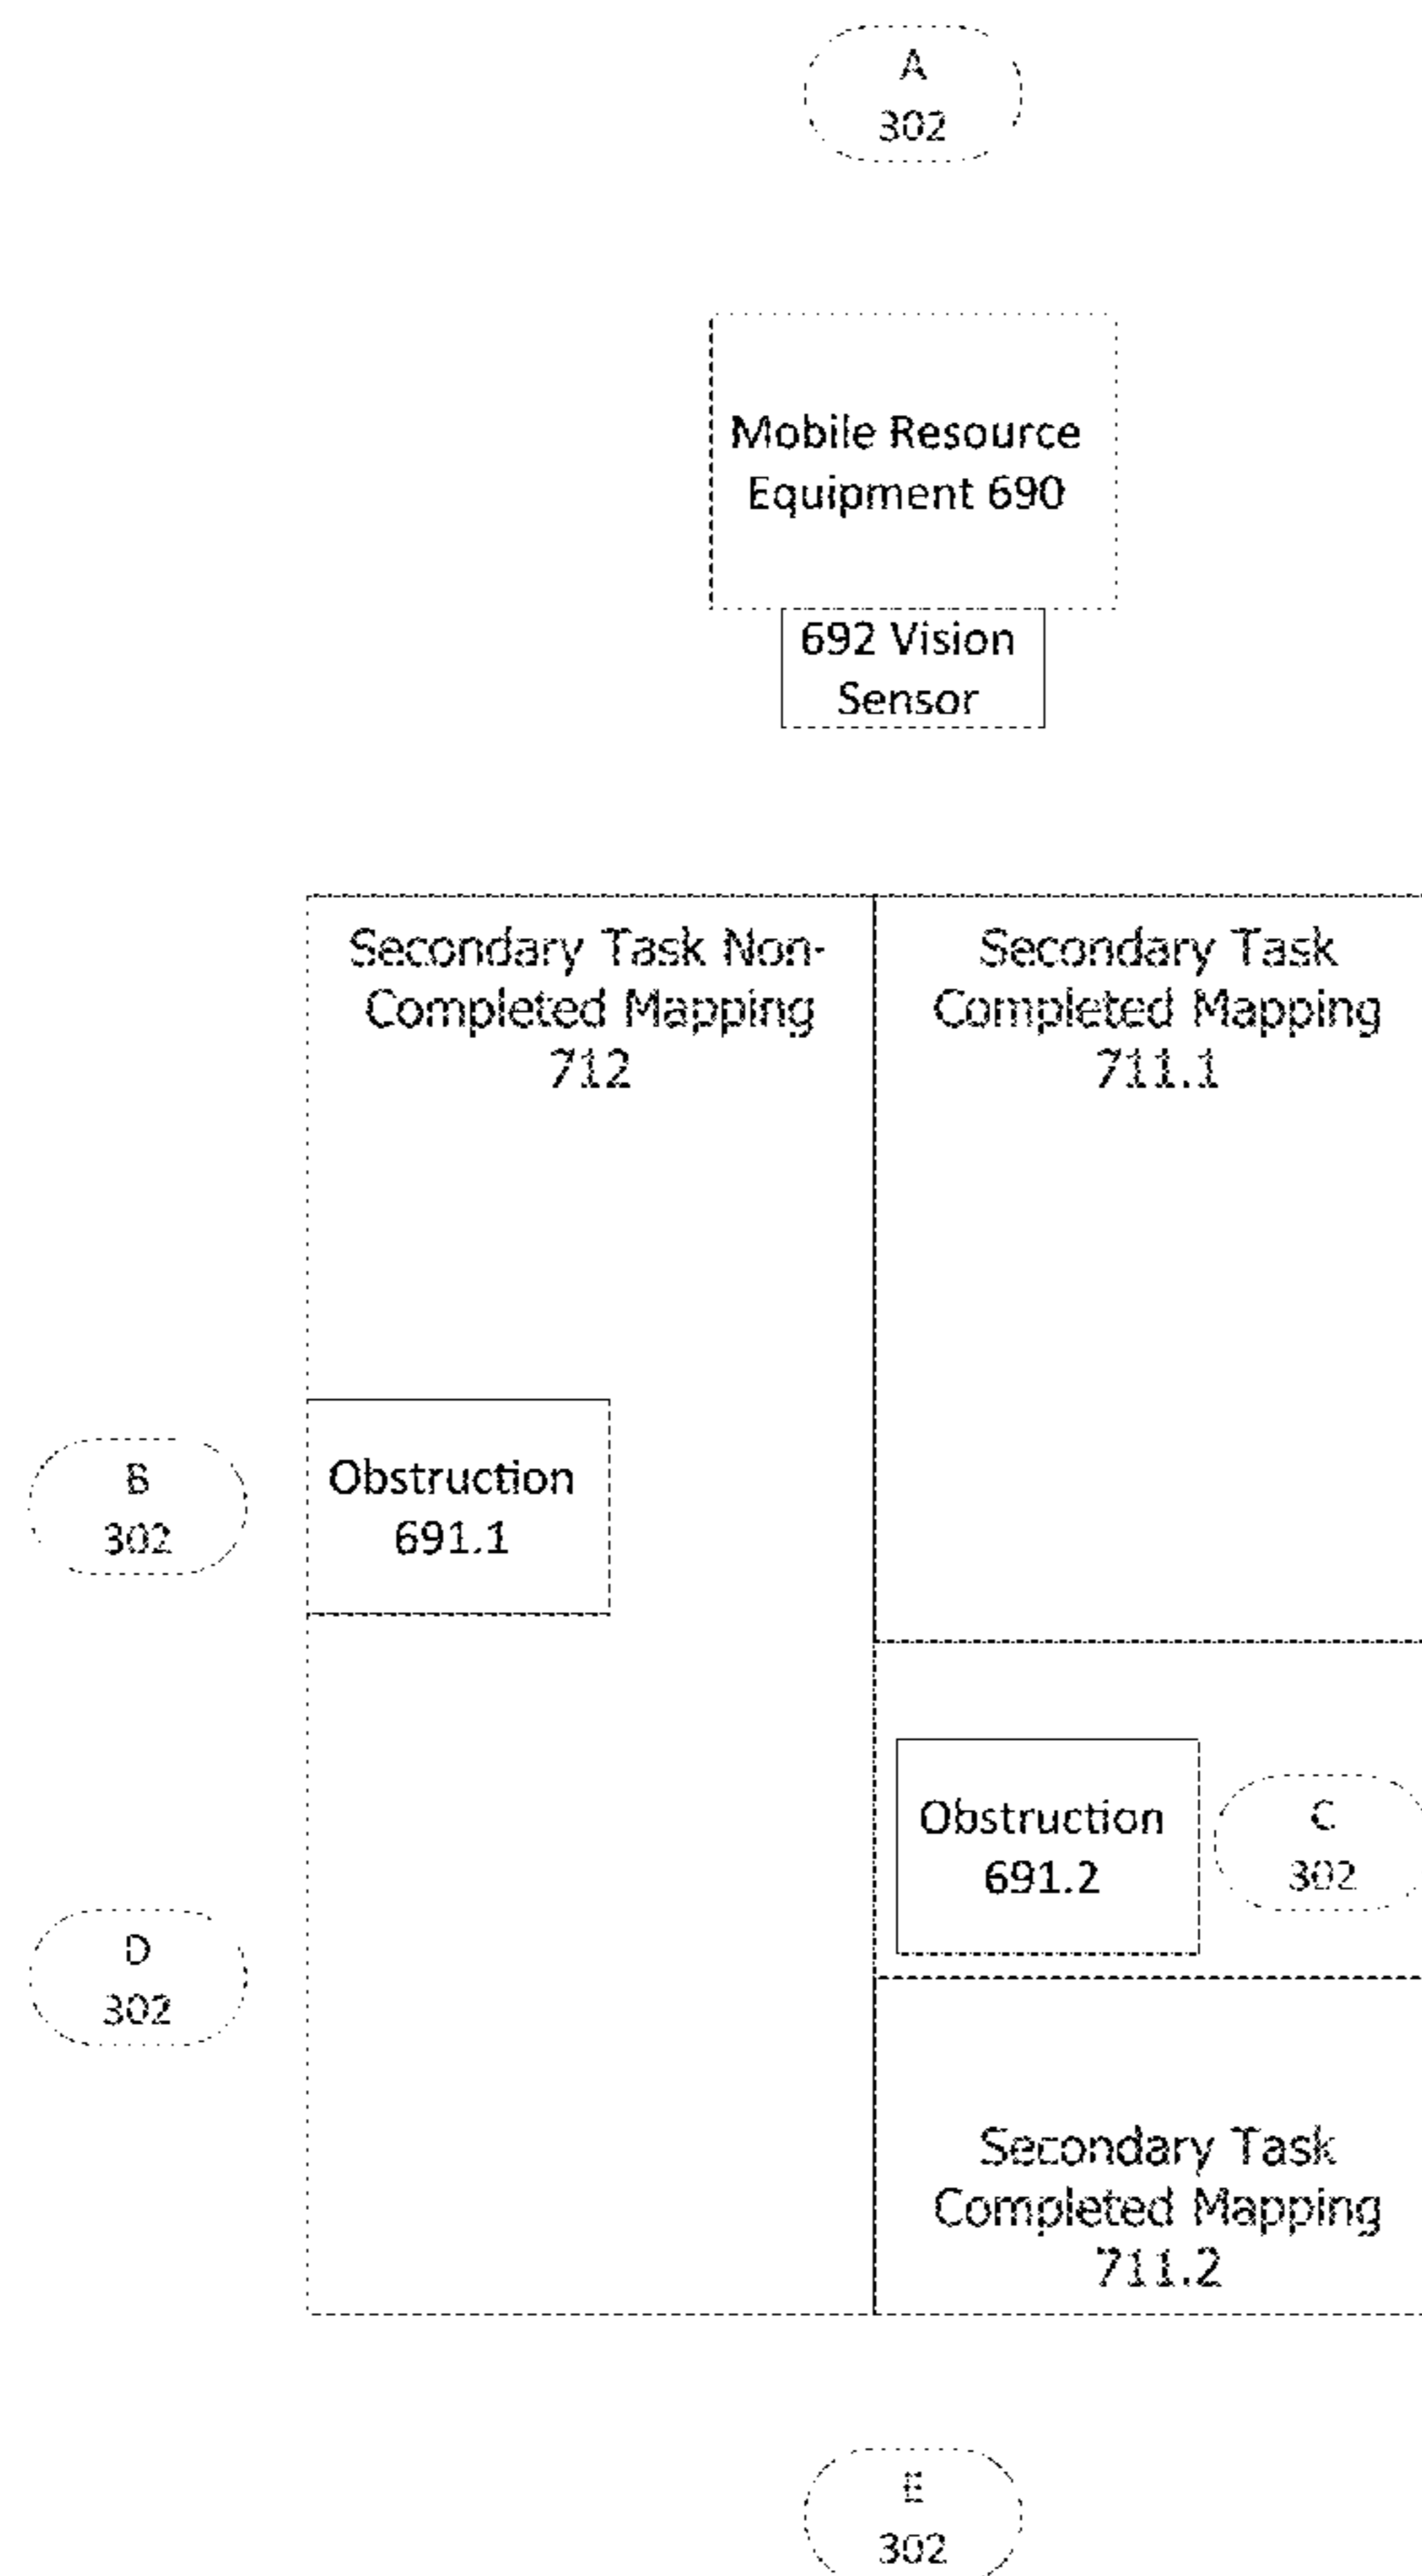 A
302
Mobile Resource
Equipment 690
692 Vision
Sensor
Secondary Task Non-
Completed Mapping
712
Secondary Task
Completed Mapping
711.1
Obstruction
691.1
B
302
Obstruction
691.2
C
302
D
302
Secondary Task
Completed Mapping
711.2
E
302